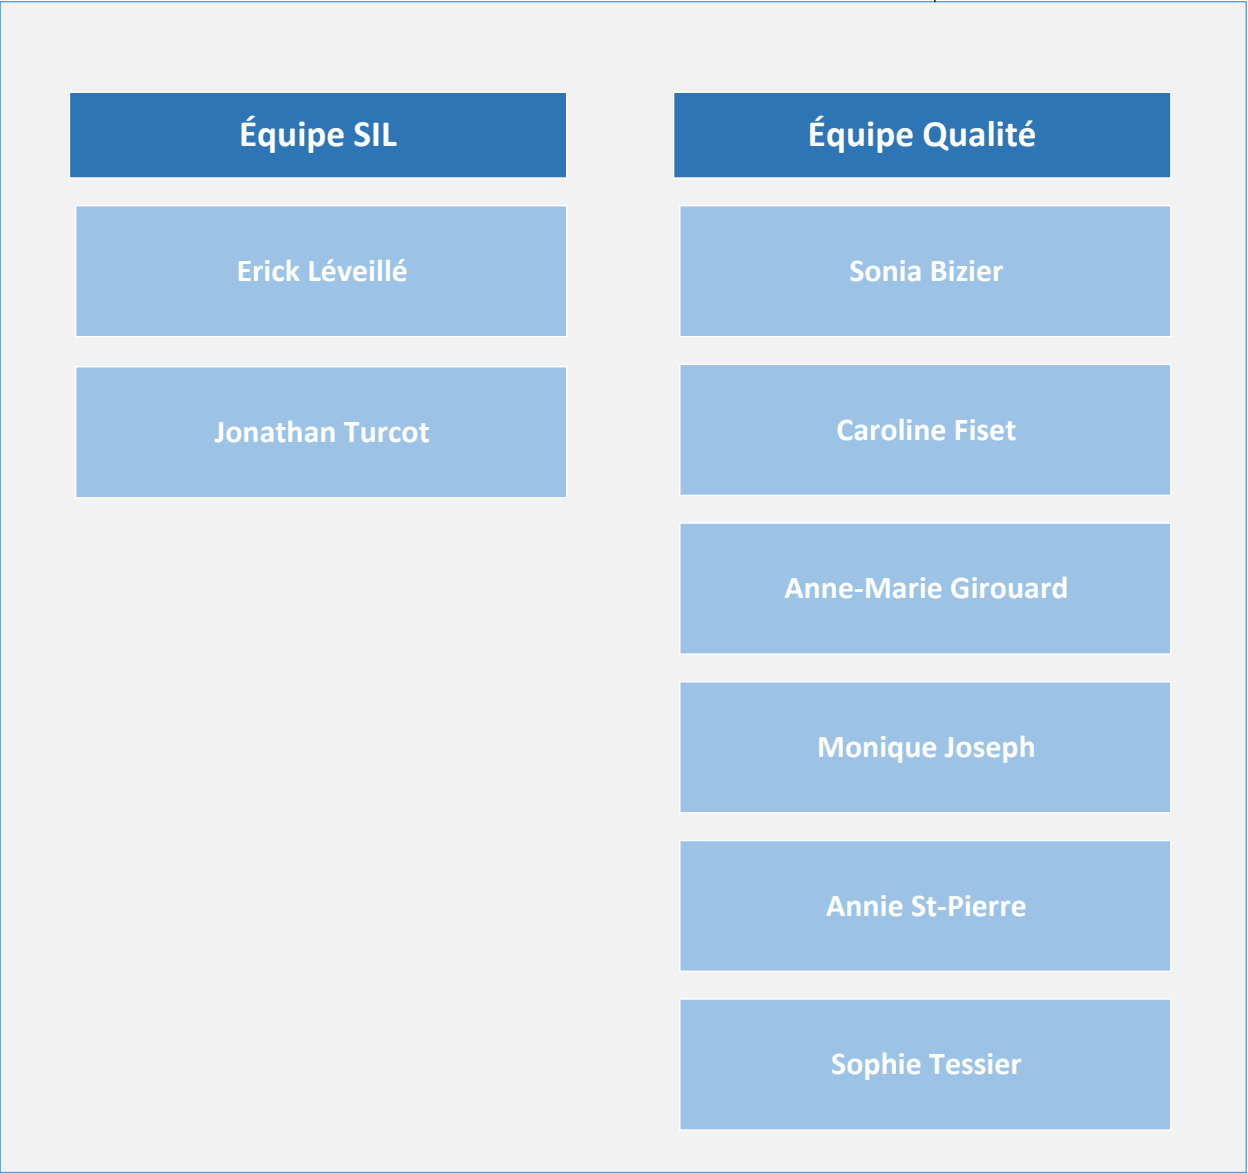 Équipe SIL
Erick Léveillé
Jonathan Turcot
Équipe Qualité
Sonia Bizier
Caroline Fiset
Anne-Marie Girouard
Monique Joseph
Annie St-Pierre
Sophie Tessier